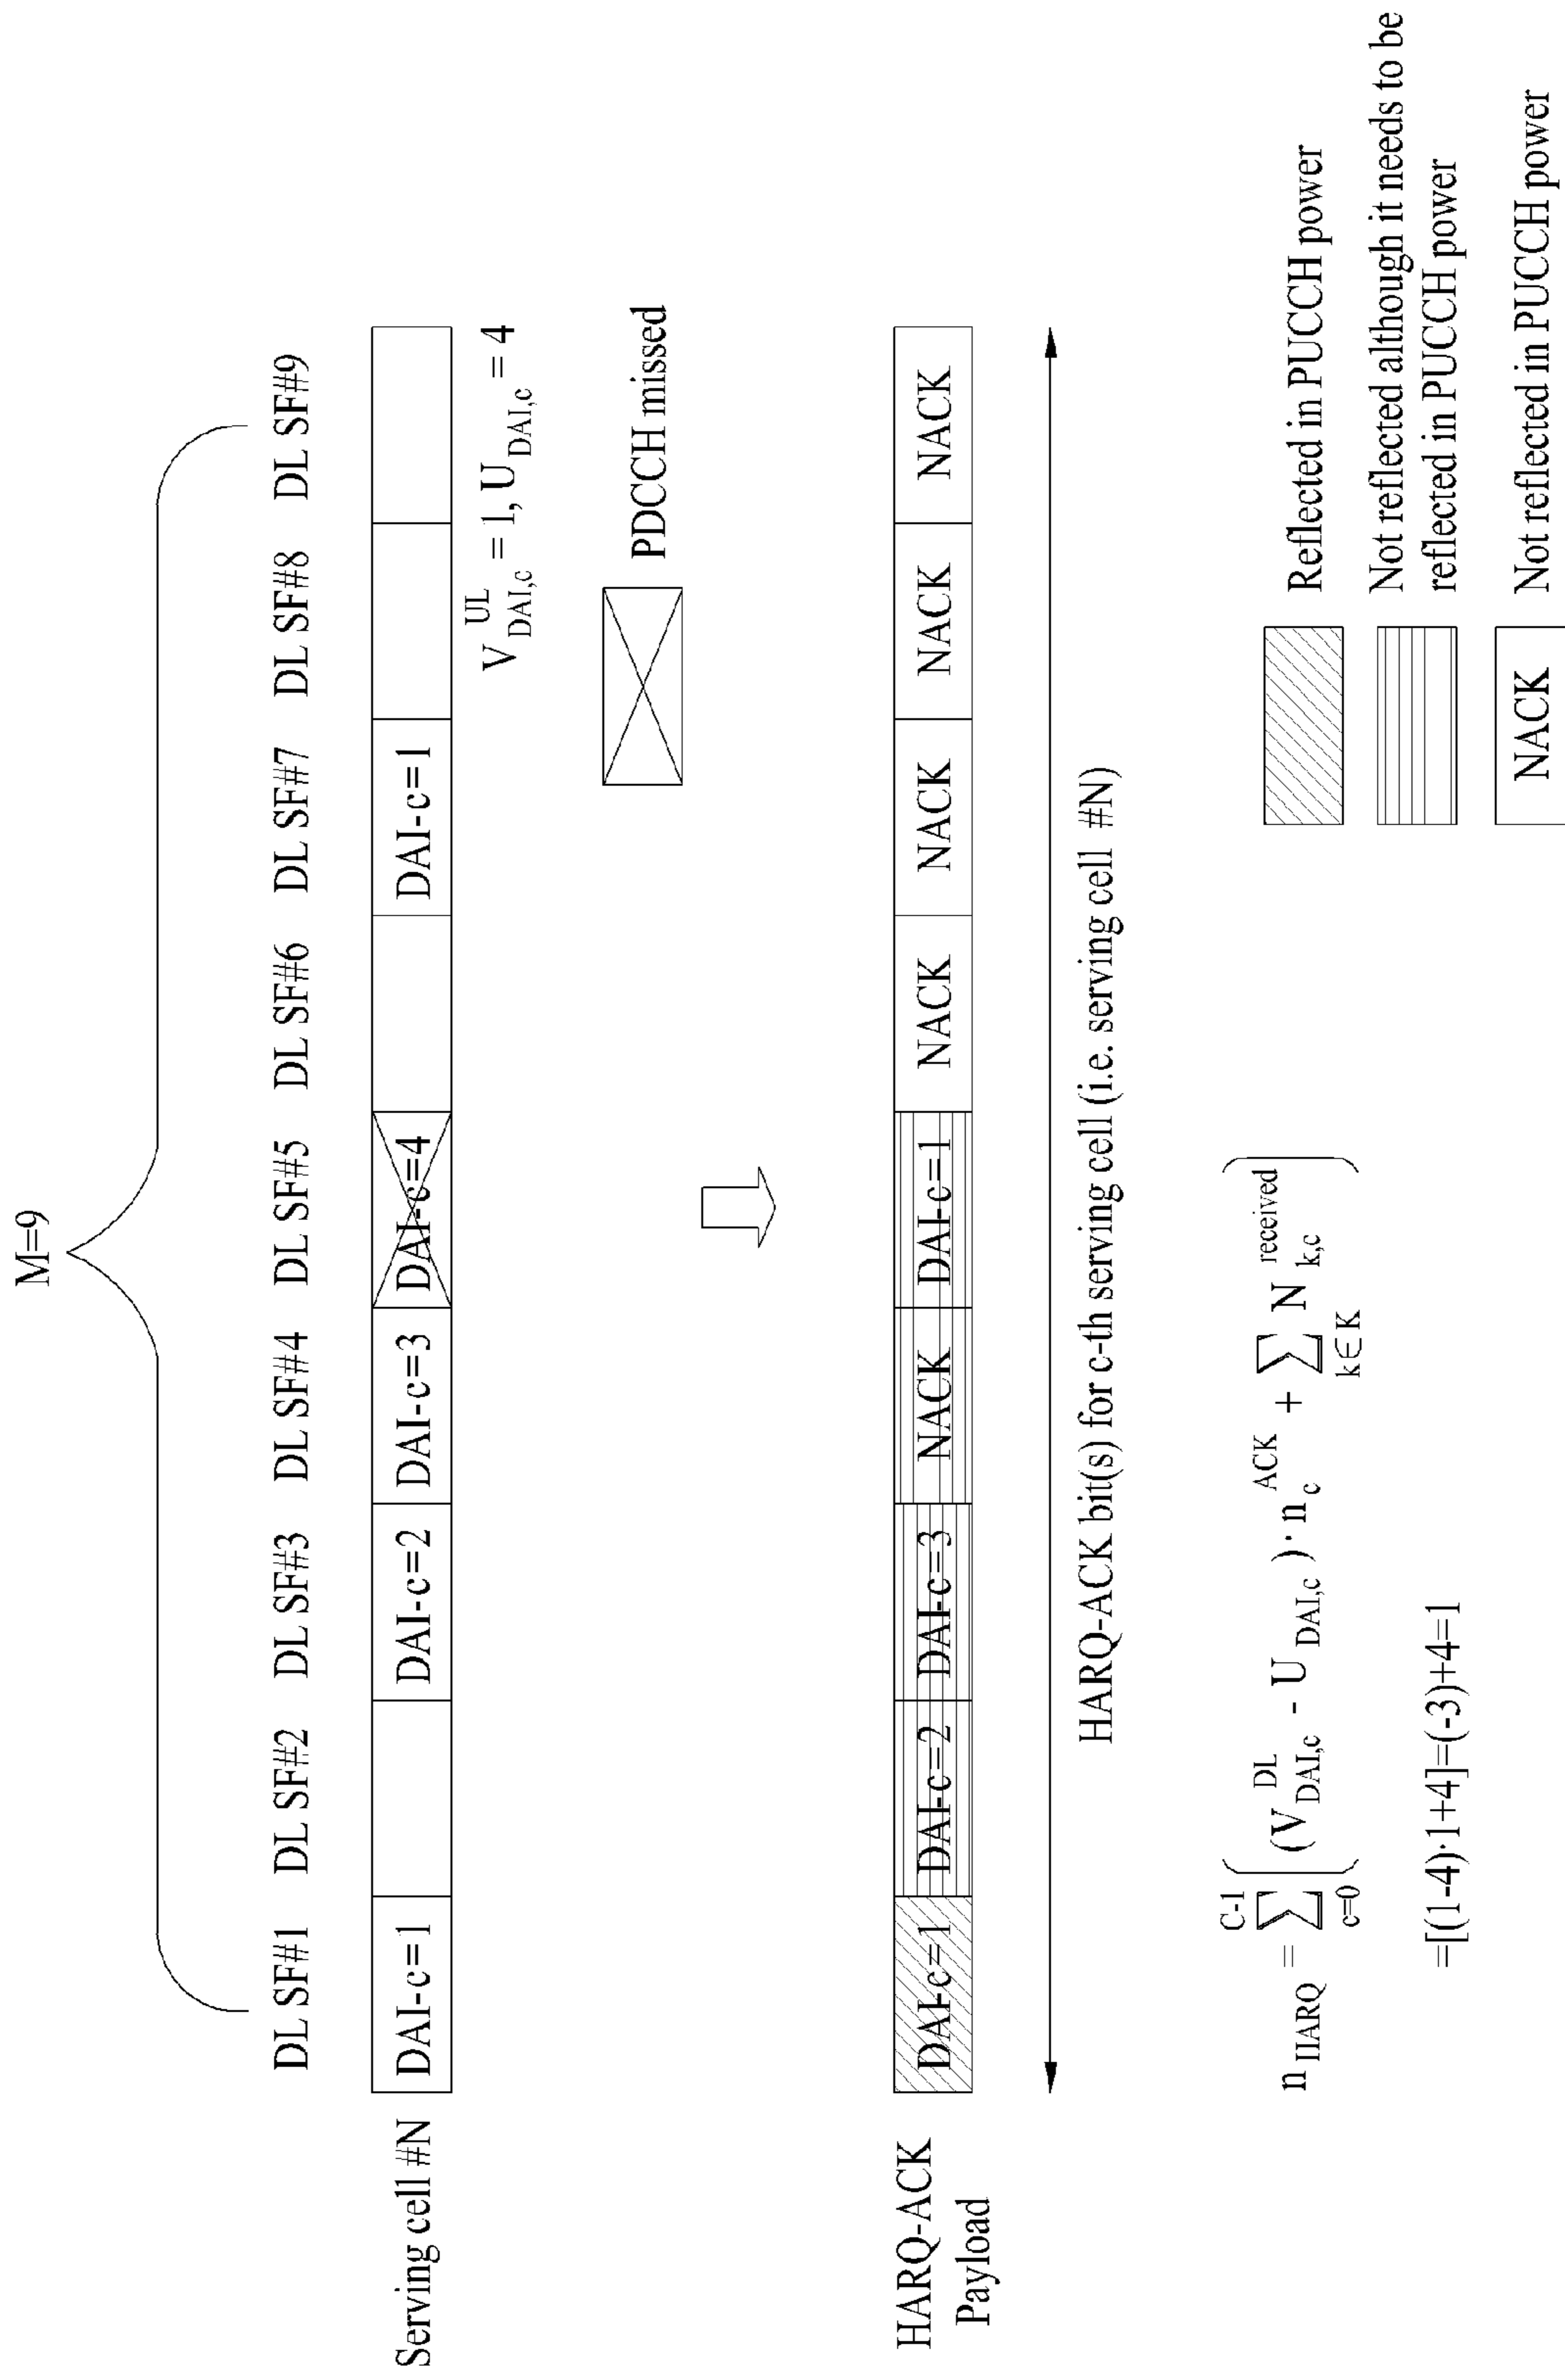 M=9
DL SF#1 DL SF#2 DL SF#3 DL SF#4 DL SF#5 DL SF#6 DL SF#7 DL SF#8 DL SF#9
Serving cell #N DAI-c=1 DAI-c=2 DAI-c=3 DAI-c=4 DAI-c=1
V^UL_DAI,c = 1, U_DAI,c = 4
PDCCH missed
HARQ-ACK Payload
DAI-c=1 DAI-c=2 DAI-c=3 NACK DAI-c=1 NACK NACK NACK NACK
HARQ-ACK bit(s) for c-th serving cell (i.e. serving cell #N)
n_HARQ = ∑_{c=0}^{C-1} ( (V^DL_DAI,c - U_DAI,c) · n_c^ACK + ∑_{k∈K} N_k,c^received )
=[(1-4)·1+4]=(-3)+4=1
Reflected in PUCCH power
Not reflected although it needs to be
reflected in PUCCH power
NACK Not reflected in PUCCH power